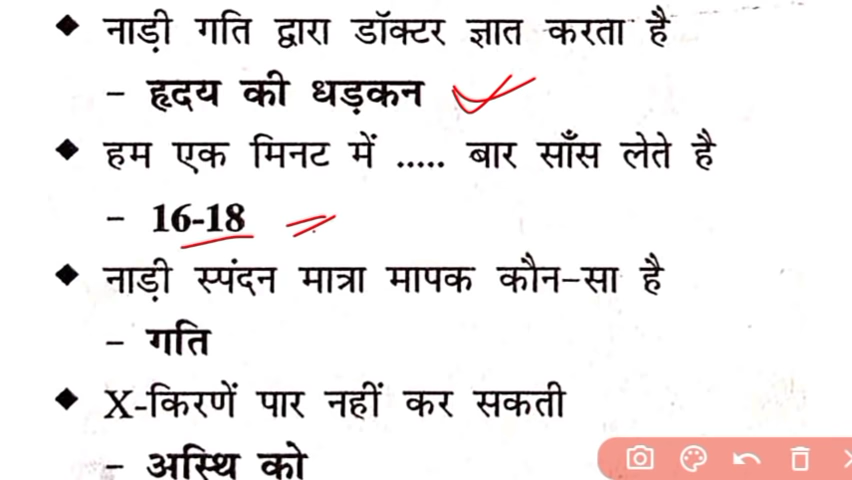 ◆ नाड़ी गति द्वारा डॉक्टर ज्ञात करता है
– हृदय की धड़कन
◆ हम एक मिनट में ..... बार साँस लेते है
– 16-18
◆ नाड़ी स्पंदन मात्रा मापक कौन-सा है
– गति
◆ X-किरणें पार नहीं कर सकती
– अस्थि को